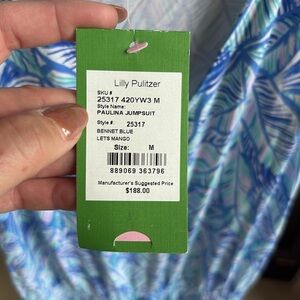 Lilly Pulitzer
SKU #
25317 420YW3 M
Style Name:
PAULINA JUMPSUIT
Style #: 25317
BENNET BLUE
LETS MANGO
Size: M
889069 363796
Manufacturer's Suggested Price
$188.00